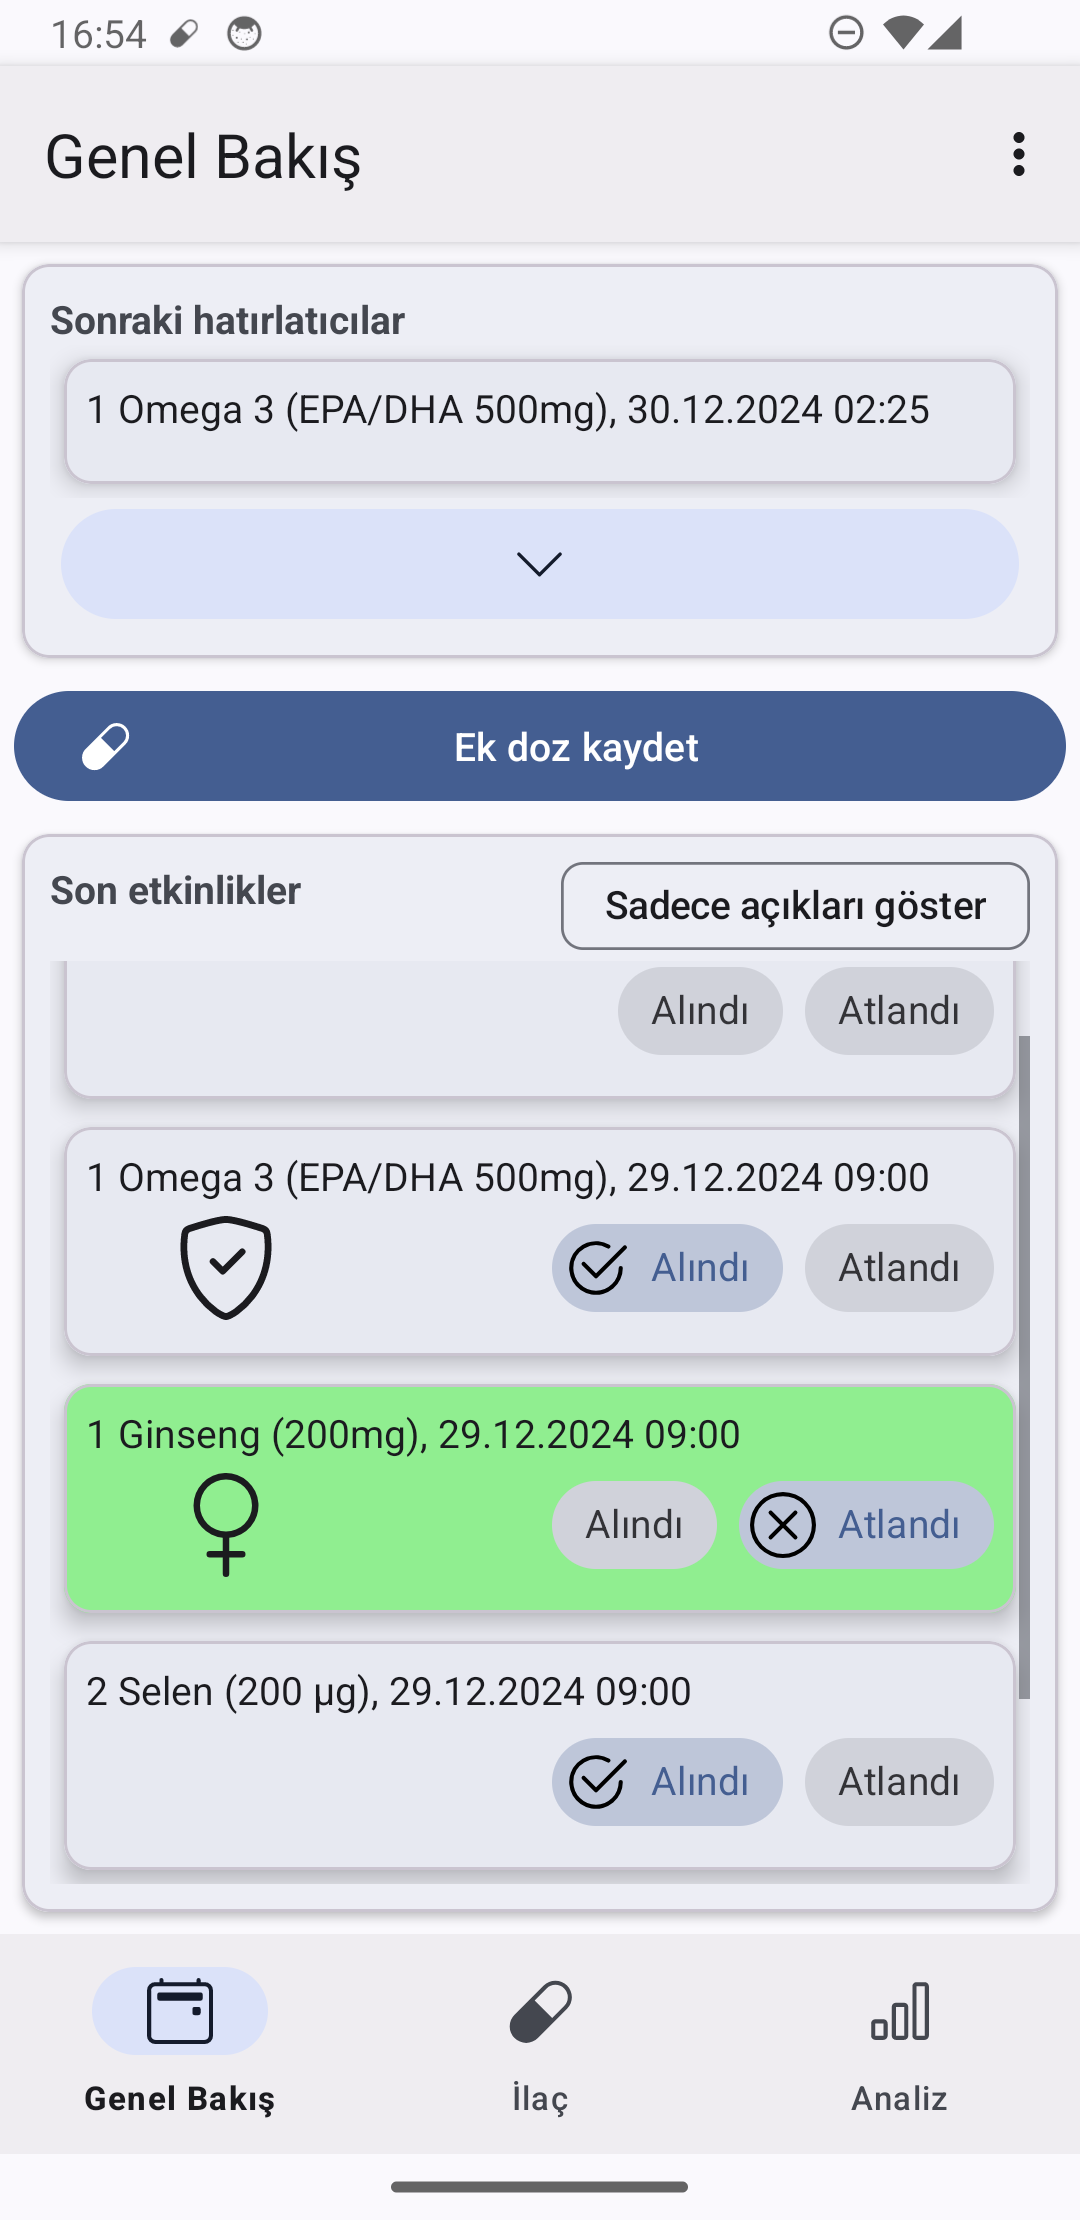 16:54
Genel Bakış
Sonraki hatırlatıcılar
1 Omega 3 (EPA/DHA 500mg), 30.12.2024 02:25
Ek doz kaydet
Son etkinlikler
Sadece açıkları göster
Alındı Atlandı
1 Omega 3 (EPA/DHA 500mg), 29.12.2024 09:00
Alındı Atlandı
1 Ginseng (200mg), 29.12.2024 09:00
Alındı Atlandı
2 Selen (200 µg), 29.12.2024 09:00
Alındı Atlandı
Genel Bakış İlaç Analiz